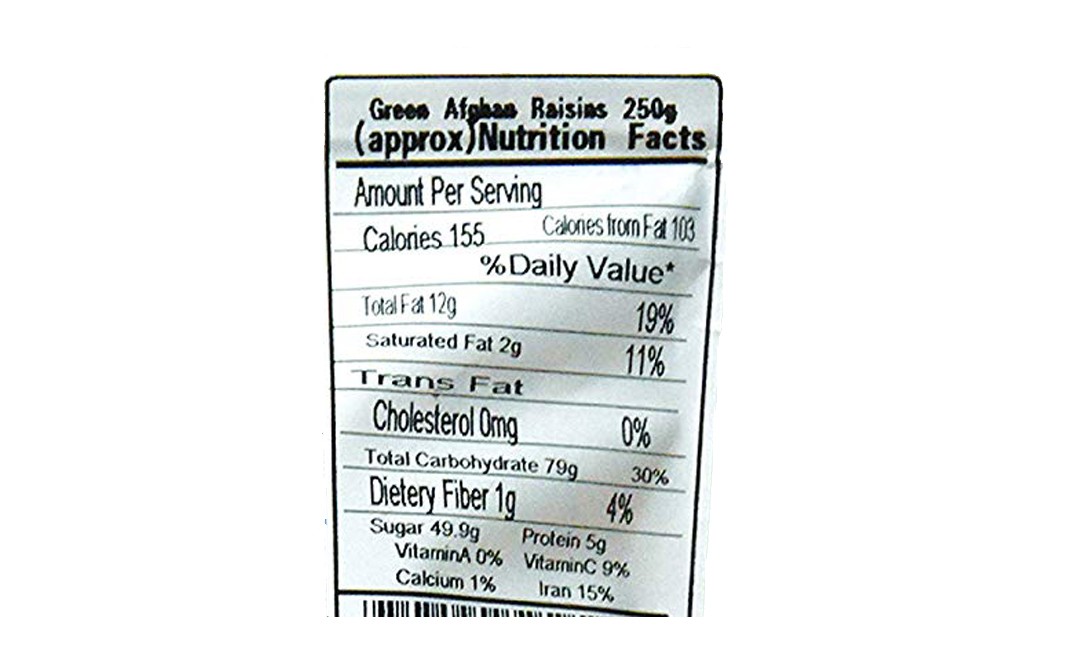 Green Afghan Raisins 250g
(approx)Nutrition Facts
Amount Per Serving
Calories 155 Calories from Fat 103
%Daily Value*
Total Fat 12g 19%
Saturated Fat 2g 11%
Trans Fat
Cholesterol 0mg 0%
Total Carbohydrate 79g 30%
Dietery Fiber 1g 4%
Sugar 49.9g Protein 5g
VitaminA 0% VitaminC 9%
Calcium 1% Iran 15%